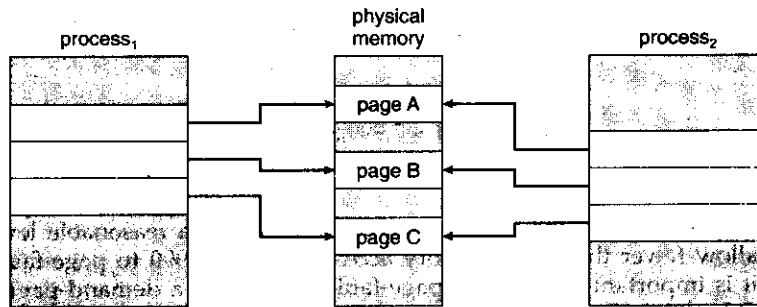 physical
memory
process₁
process₂
page A
page B
page C